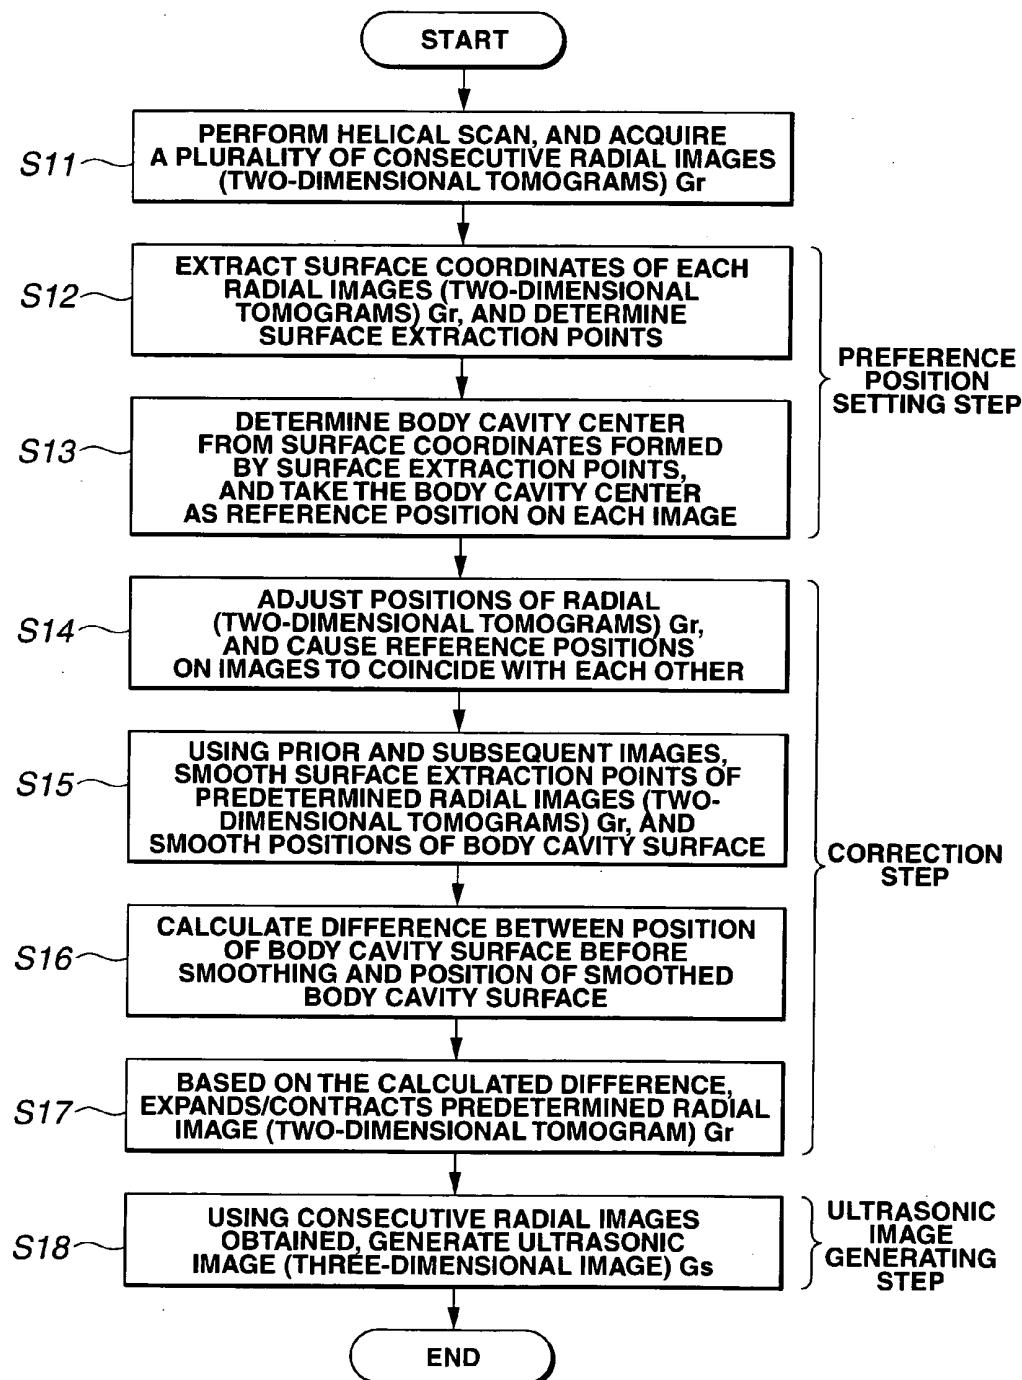 START
S11
PERFORM HELICAL SCAN, AND ACQUIRE
A PLURALITY OF CONSECUTIVE RADIAL IMAGES
(TWO-DIMENSIONAL TOMOGRAMS) Gr
S12
EXTRACT SURFACE COORDINATES OF EACH
RADIAL IMAGES (TWO-DIMENSIONAL
TOMOGRAMS) Gr, AND DETERMINE
SURFACE EXTRACTION POINTS
PREFERENCE
POSITION
SETTING STEP
S13
DETERMINE BODY CAVITY CENTER
FROM SURFACE COORDINATES FORMED
BY SURFACE EXTRACTION POINTS,
AND TAKE THE BODY CAVITY CENTER
AS REFERENCE POSITION ON EACH IMAGE
S14
ADJUST POSITIONS OF RADIAL
(TWO-DIMENSIONAL TOMOGRAMS) Gr,
AND CAUSE REFERENCE POSITIONS
ON IMAGES TO COINCIDE WITH EACH OTHER
S15
USING PRIOR AND SUBSEQUENT IMAGES,
SMOOTH SURFACE EXTRACTION POINTS OF
PREDETERMINED RADIAL IMAGES (TWO-
DIMENSIONAL TOMOGRAMS) Gr, AND
SMOOTH POSITIONS OF BODY CAVITY SURFACE
CORRECTION
STEP
S16
CALCULATE DIFFERENCE BETWEEN POSITION
OF BODY CAVITY SURFACE BEFORE
SMOOTHING AND POSITION OF SMOOTHED
BODY CAVITY SURFACE
S17
BASED ON THE CALCULATED DIFFERENCE,
EXPANDS/CONTRACTS PREDETERMINED RADIAL
IMAGE (TWO-DIMENSIONAL TOMOGRAM) Gr
S18
USING CONSECUTIVE RADIAL IMAGES
OBTAINED, GENERATE ULTRASONIC
IMAGE (THREE-DIMENSIONAL IMAGE) Gs
ULTRASONIC
IMAGE
GENERATING
STEP
END